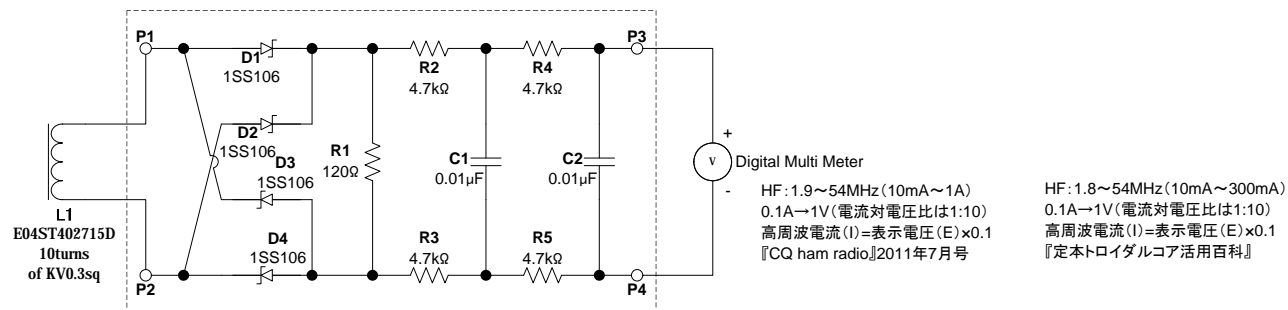 P1
D1
1SS106
D2
1SS106
D3
1SS106
D4
1SS106
P2
L1
E04ST402715D
10turns
of KV0.3sq
R1
120Ω
R2
4.7kΩ
R4
4.7kΩ
C1
0.01µF
C2
0.01µF
R3
4.7kΩ
R5
4.7kΩ
P3
P4
+
V
-
Digital Multi Meter
HF:1.9～54MHz(10mA～1A)
0.1A→1V(電流対電圧比は1:10)
高周波電流(I)=表示電圧(E)×0.1
『CQ ham radio』2011年7月号
HF:1.8～54MHz(10mA～300mA)
0.1A→1V(電流対電圧比は1:10)
高周波電流(I)=表示電圧(E)×0.1
『定本トロイダルコア活用百科』